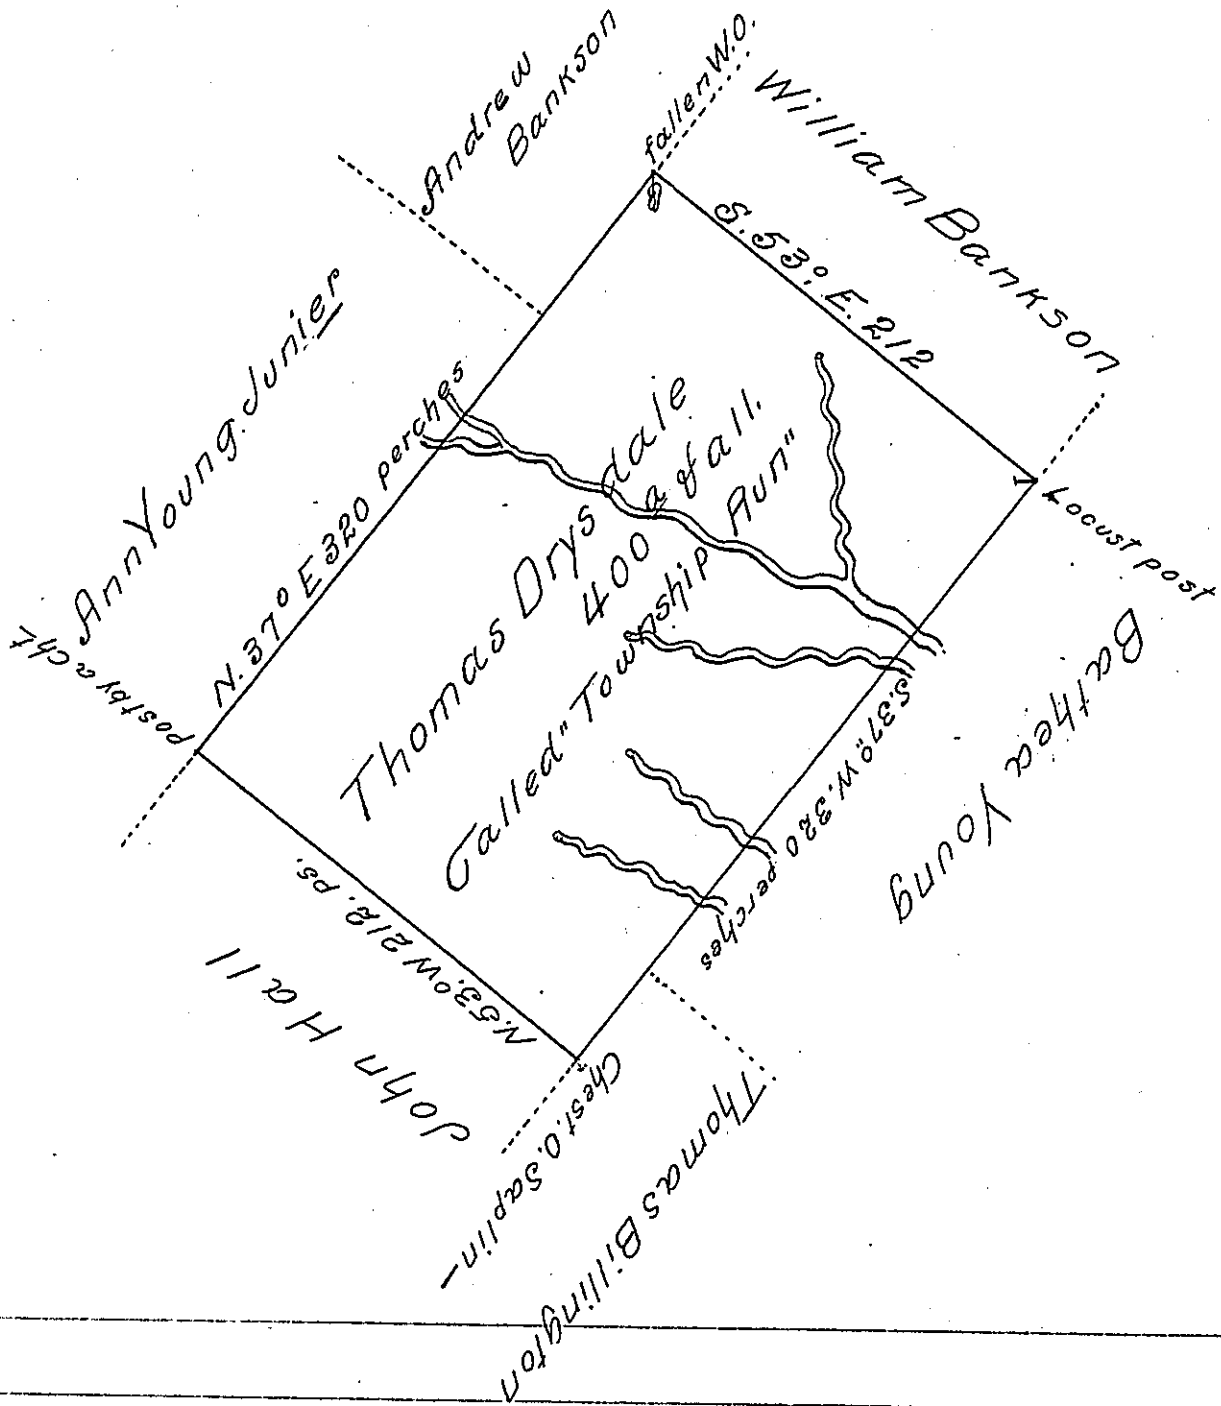 Andrew
Bankson
fallen W.O.
William Bankson
S. 53° E. 212
Ann Young. Junier
N. 37° E 320 perches
post by a cht
Thomas Drysdale
400 a & all.
Called "Township Run"
Locust post
Bathea Young
S. 37° W. 320 perches
N. 53° W 212. ps.
John Hall
Chest. O. Saplin
Thomas Billington